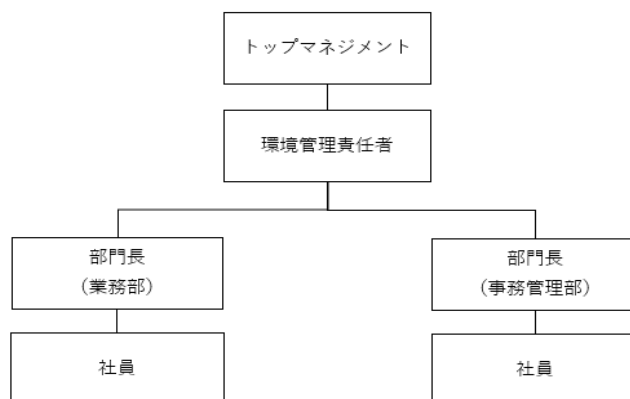 トップマネジメント
環境管理責任者
部門長
(業務部)
部門長
(事務管理部)
社員
社員